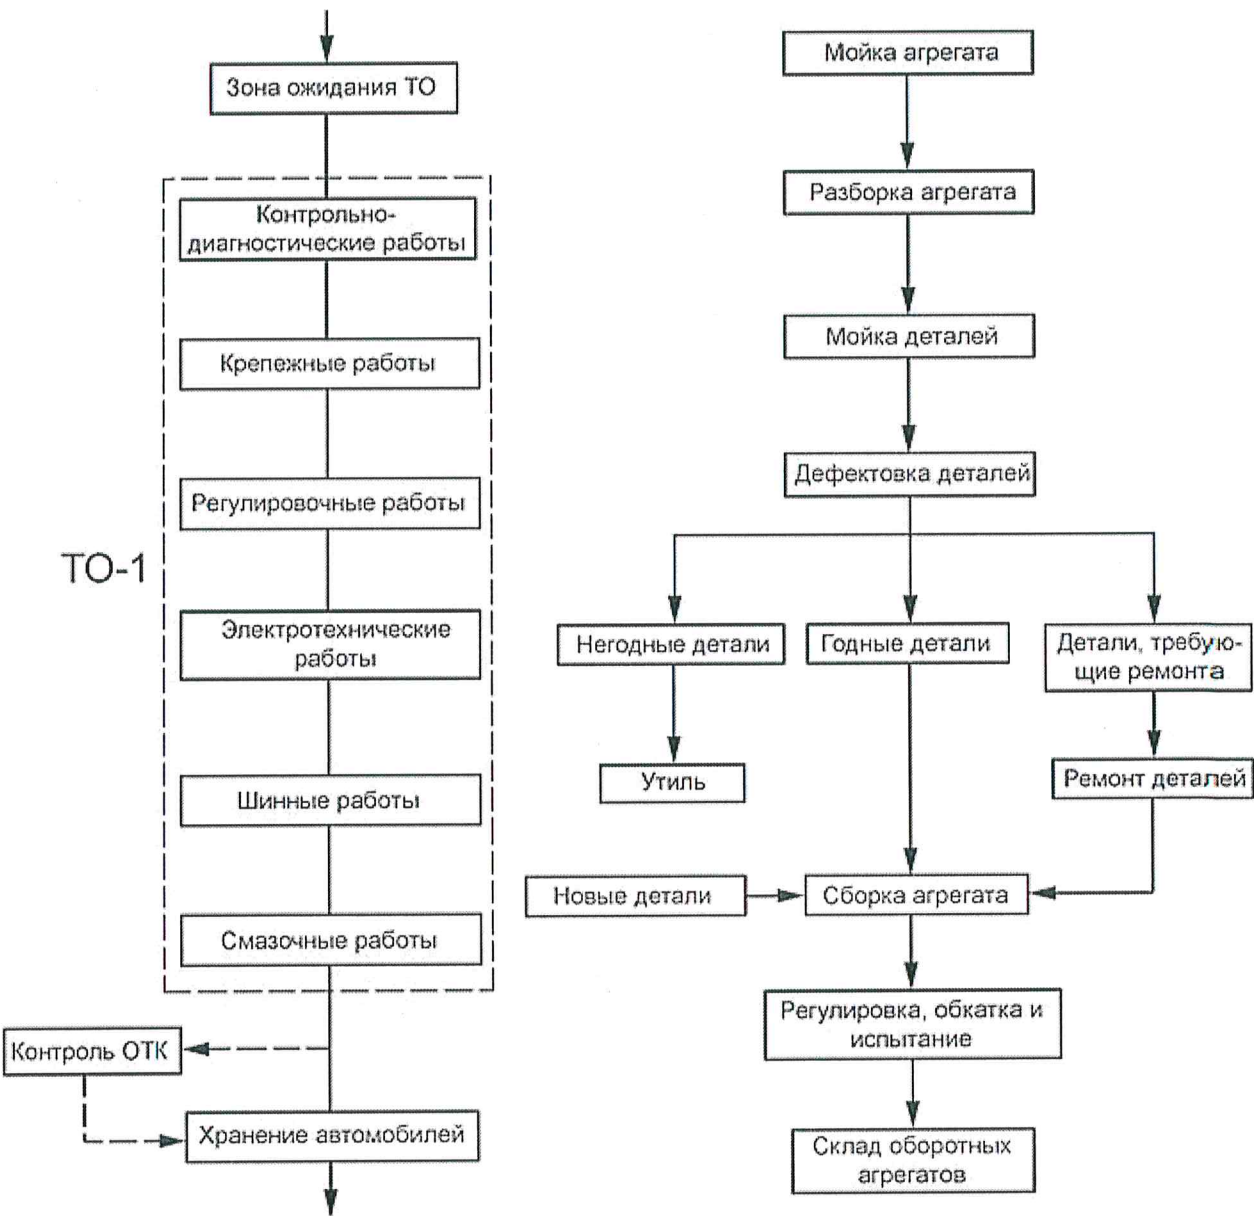 Зона ожидания ТО
Контрольно-
диагностические работы
Крепежные работы
Регулировочные работы
ТО-1
Электротехнические
работы
Шинные работы
Смазочные работы
Контроль ОТК
Хранение автомобилей
Мойка агрегата
Разборка агрегата
Мойка деталей
Дефектовка деталей
Негодные детали
Годные детали
Детали, требую-
щие ремонта
Утиль
Ремонт деталей
Новые детали
Сборка агрегата
Регулировка, обкатка и
испытание
Склад оборотных
агрегатов